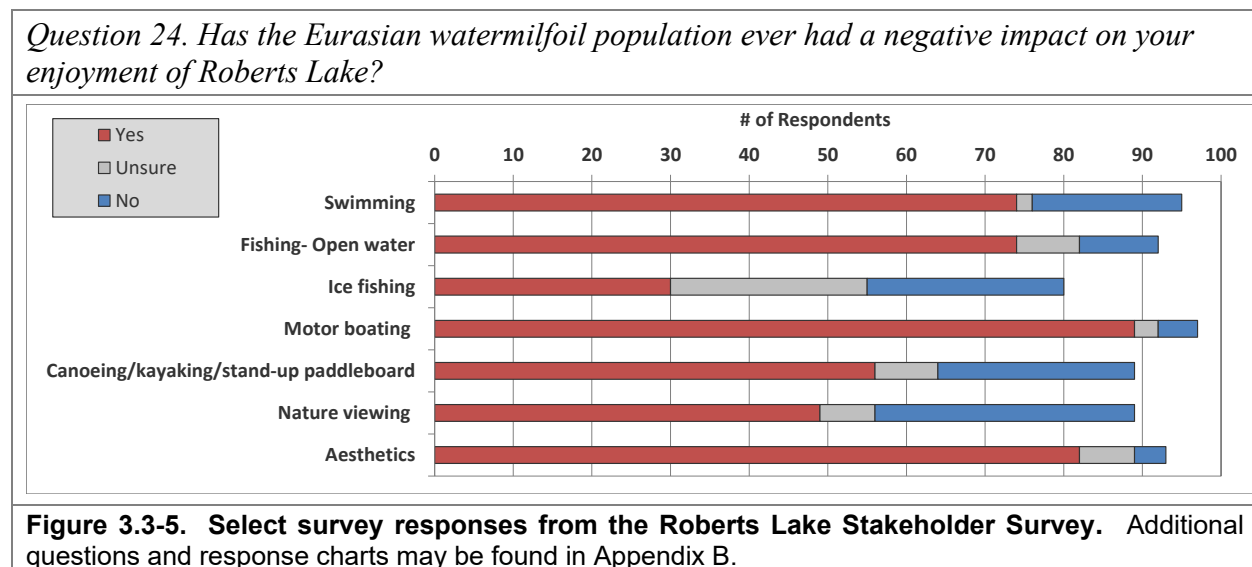 Question 24. Has the Eurasian watermilfoil population ever had a negative impact on your
enjoyment of Roberts Lake?
# of Respondents
Yes
Unsure
No
0 10 20 30 40 50 60 70 80 90 100
Swimming
Fishing- Open water
Ice fishing
Motor boating
Canoeing/kayaking/stand-up paddleboard
Nature viewing
Aesthetics
Figure 3.3-5. Select survey responses from the Roberts Lake Stakeholder Survey. Additional
questions and response charts may be found in Appendix B.